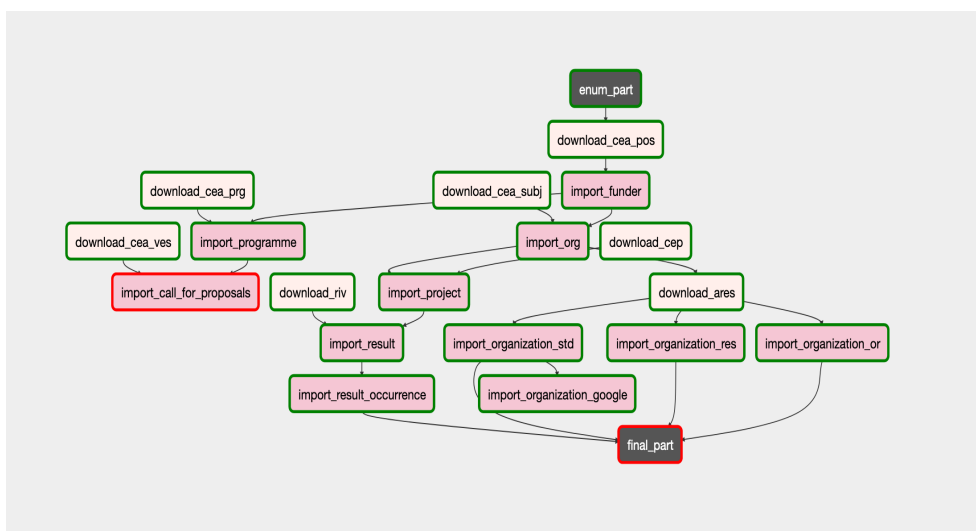 enum_part
download_cea_pos
download_cea_prg
download_cea_subj
import_funder
download_cea_ves
import_programme
import_org
download_cep
import_call_for_proposals
download_riv
import_project
download_ares
import_result
import_organization_std
import_organization_res
import_organization_or
import_result_occurrence
import_organization_google
final_part